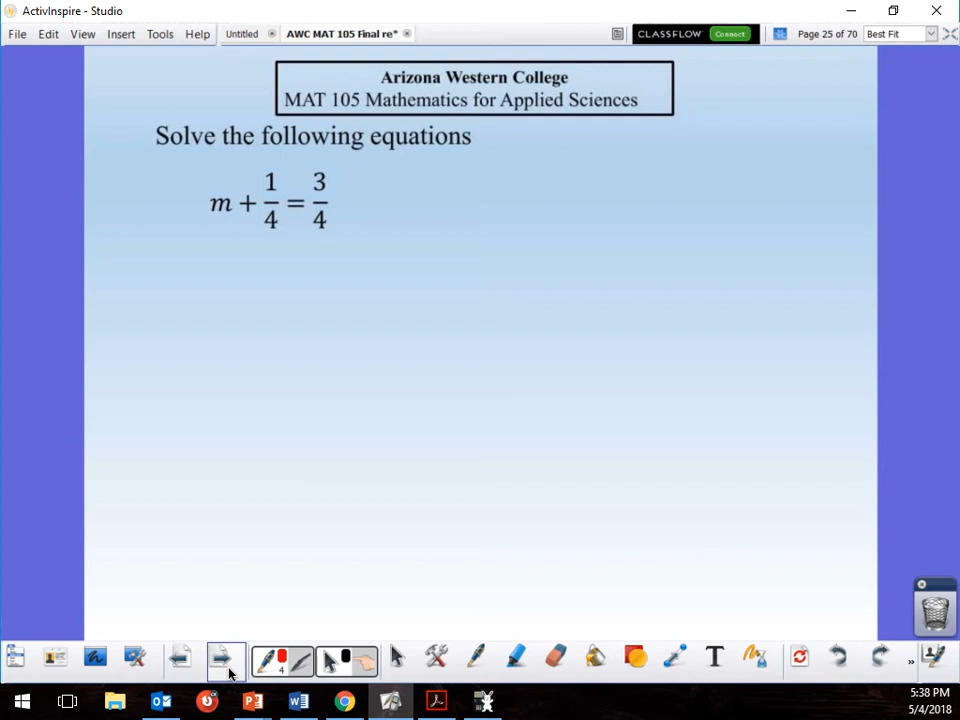 ActivInspire - Studio
File Edit View Insert Tools Help Untitled AWC MAT 105 Final re* CLASSFLOW Connect Page 25 of 70 Best Fit
Arizona Western College
MAT 105 Mathematics for Applied Sciences
Solve the following equations
m + 1/4 = 3/4
4
T
»
5:38 PM
5/4/2018